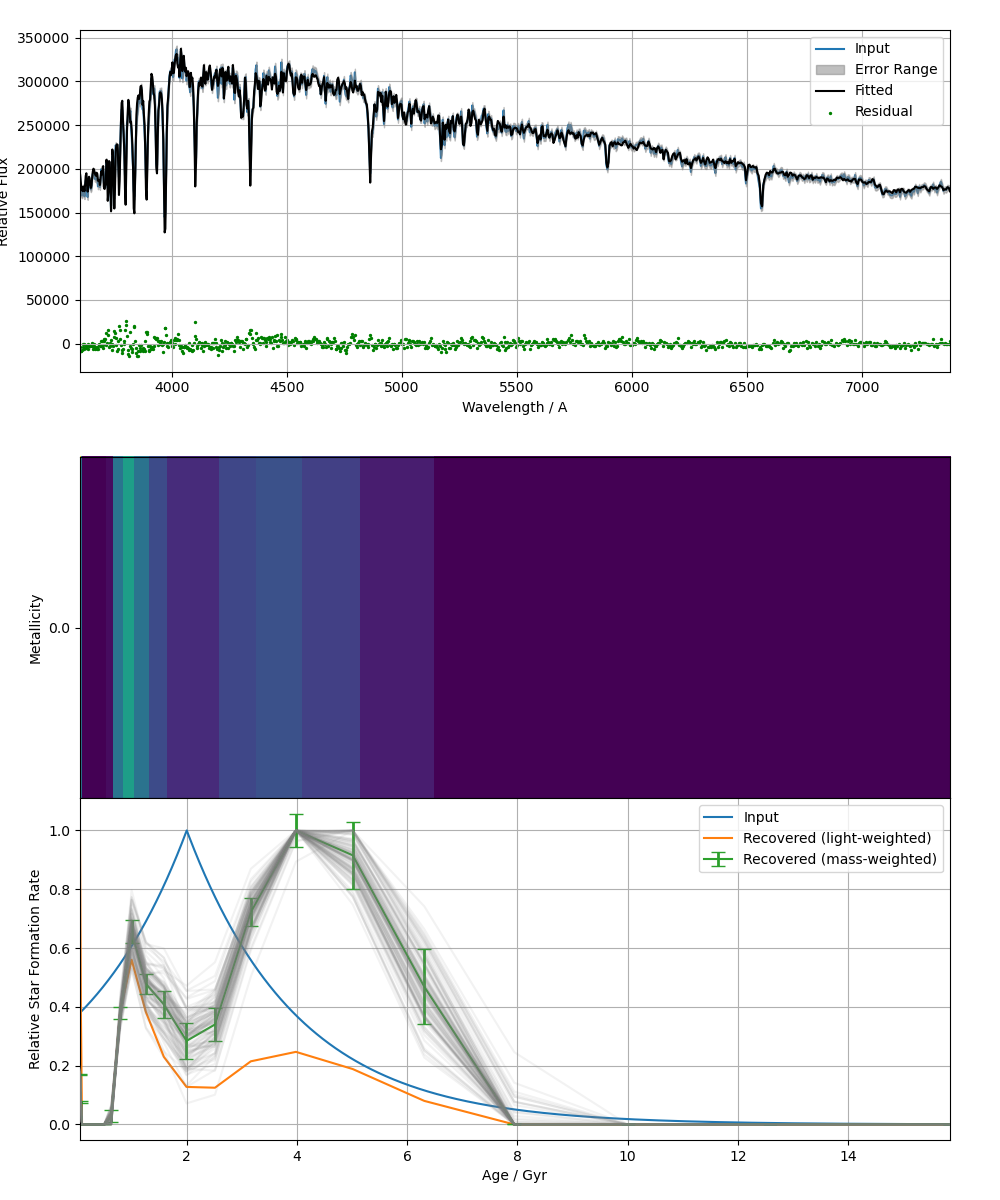 350000
300000
250000
200000
150000
100000
50000
0
Relative Flux
Input
Error Range
Fitted
Residual
4000 4500 5000 5500 6000 6500 7000
Wavelength / A
Metallicity
0.0
1.0
0.8
0.6
0.4
0.2
0.0
Relative Star Formation Rate
Input
Recovered (light-weighted)
Recovered (mass-weighted)
2 4 6 8 10 12 14
Age / Gyr